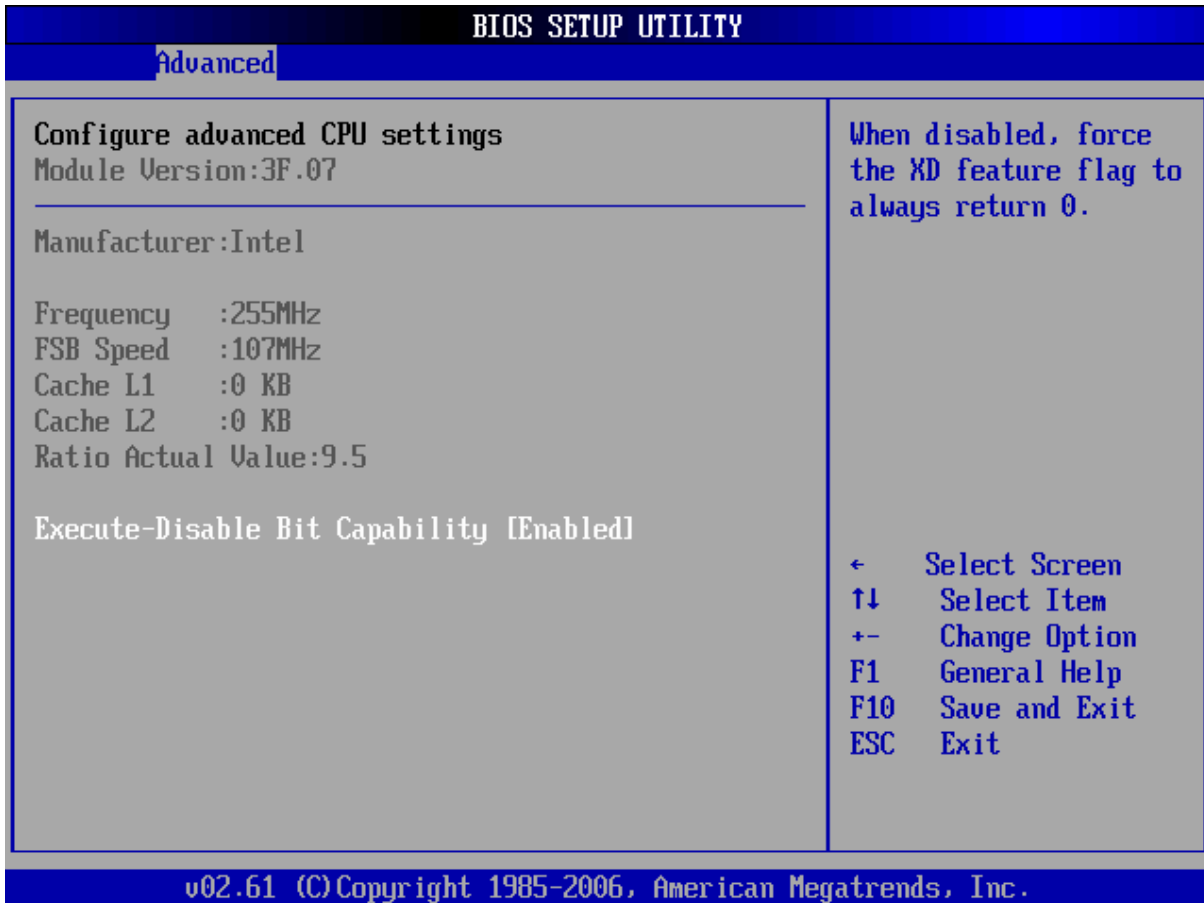 BIOS SETUP UTILITY
Advanced
Configure advanced CPU settings
Module Version:3F.07
Manufacturer:Intel
Frequency :255MHz
FSB Speed :107MHz
Cache L1 :0 KB
Cache L2 :0 KB
Ratio Actual Value:9.5
Execute-Disable Bit Capability [Enabled]
When disabled, force
the XD feature flag to
always return 0.
← Select Screen
↑↓ Select Item
+- Change Option
F1 General Help
F10 Save and Exit
ESC Exit
v02.61 (C)Copyright 1985-2006, American Megatrends, Inc.